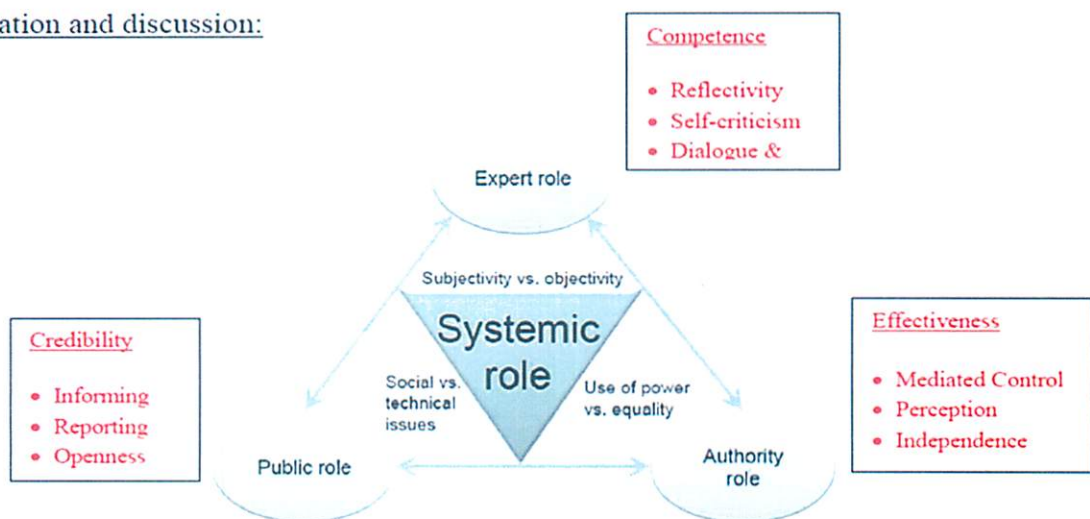 ation and discussion:
Competence
• Reflectivity
• Self-criticism
• Dialogue &
Expert role
Subjectivity vs. objectivity
Systemic
role
Social vs.
technical
issues
Use of power
vs. equality
Credibility
• Informing
• Reporting
• Openness
Effectiveness
• Mediated Control
• Perception
• Independence
Public role
Authority
role